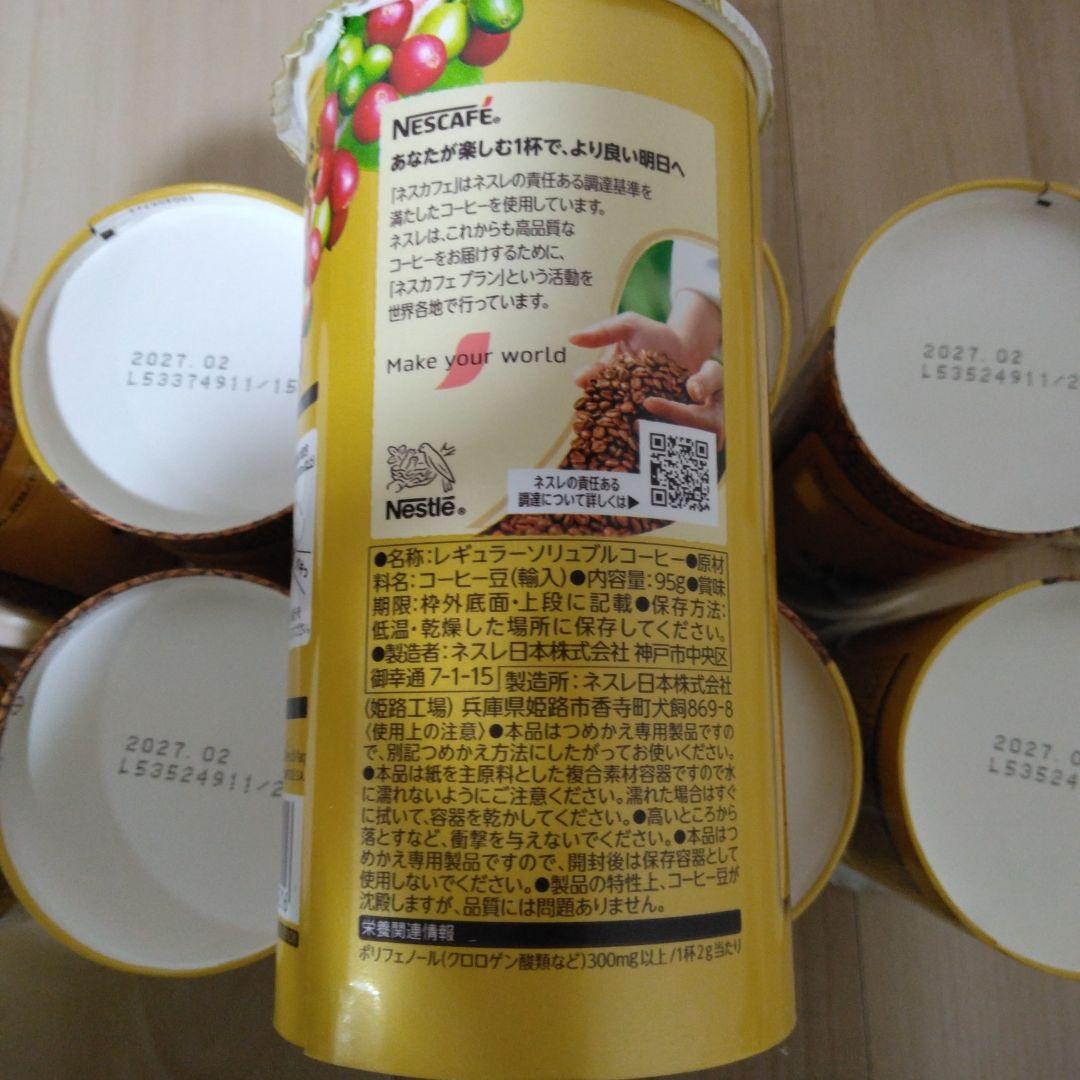 NESCAFÉ®
あなたが楽しむ1杯で、より良い明日へ
「ネスカフェ」はネスレの責任ある調達基準を
満たしたコーヒーを使用しています。
ネスレは、これからも高品質な
コーヒーをお届けするために、
「ネスカフェ プラン」という活動を
世界各地で行っています。
Make your world
ネスレの責任ある
調達について詳しくは▶
Nestlé®
●名称:レギュラーソリュブルコーヒー●原材
料名:コーヒー豆(輸入)●内容量:95g●賞味
期限:枠外底面・上段に記載●保存方法:
低温・乾燥した場所に保存してください。
●製造者:ネスレ日本株式会社 神戸市中央区
御幸通7-1-15 製造所:ネスレ日本株式会社
(姫路工場) 兵庫県姫路市香寺町犬飼869-8
〈使用上の注意〉●本品はつめかえ専用製品ですの
で、別記つめかえ方法にしたがってお使いください。
●本品は紙を主原料とした複合素材容器ですので水
に濡れないようにご注意ください。濡れた場合はすぐ
に拭いて、容器を乾かしてください。●高いところから
落とすなど、衝撃を与えないでください。●本品はつ
めかえ専用製品ですので、開封後は保存容器として
使用しないでください。●製品の特性上、コーヒー豆が
沈殿しますが、品質には問題ありません。
栄養関連情報
ポリフェノール(クロロゲン酸類など)300mg以上/1杯2g当たり
2027.02
L53374911/15
2027.02
L53524911/2
2027.02
L53524911/2
2027.0
L53524